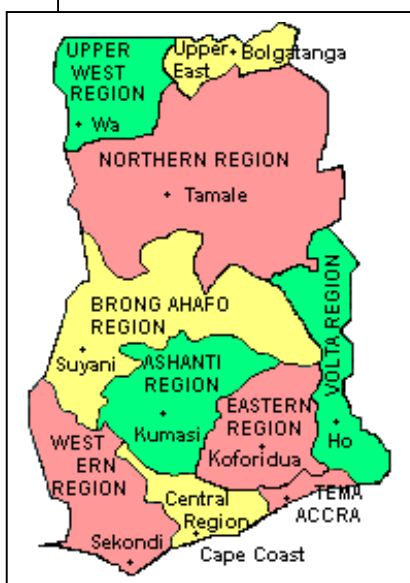 UPPER
WEST
REGION
Wa
Upper
East
Bolgatanga
NORTHERN REGION
Tamale
BRONG AHAFO
REGION
Suyani
ASHANTI
REGION
Kumasi
VOLTA REGION
Ho
EASTERN
REGION
Koforidua
WEST
ERN
REGION
Sekondi
Central
Region
Cape Coast
TEMA
ACCRA